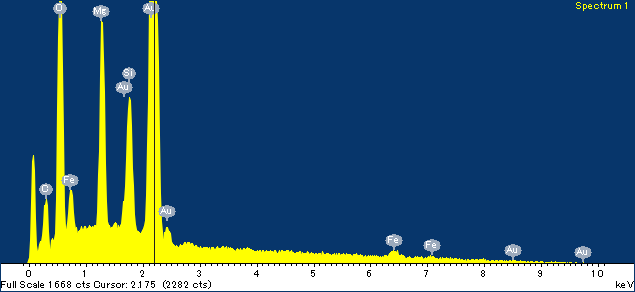 Spectrum 1
O Mg Au
Si
Au
O Fe
Au
Fe Fe Au Au
0 1 2 3 4 5 6 7 8 9 10
Full Scale 1668 cts Cursor: 2.175 (2282 cts) keV